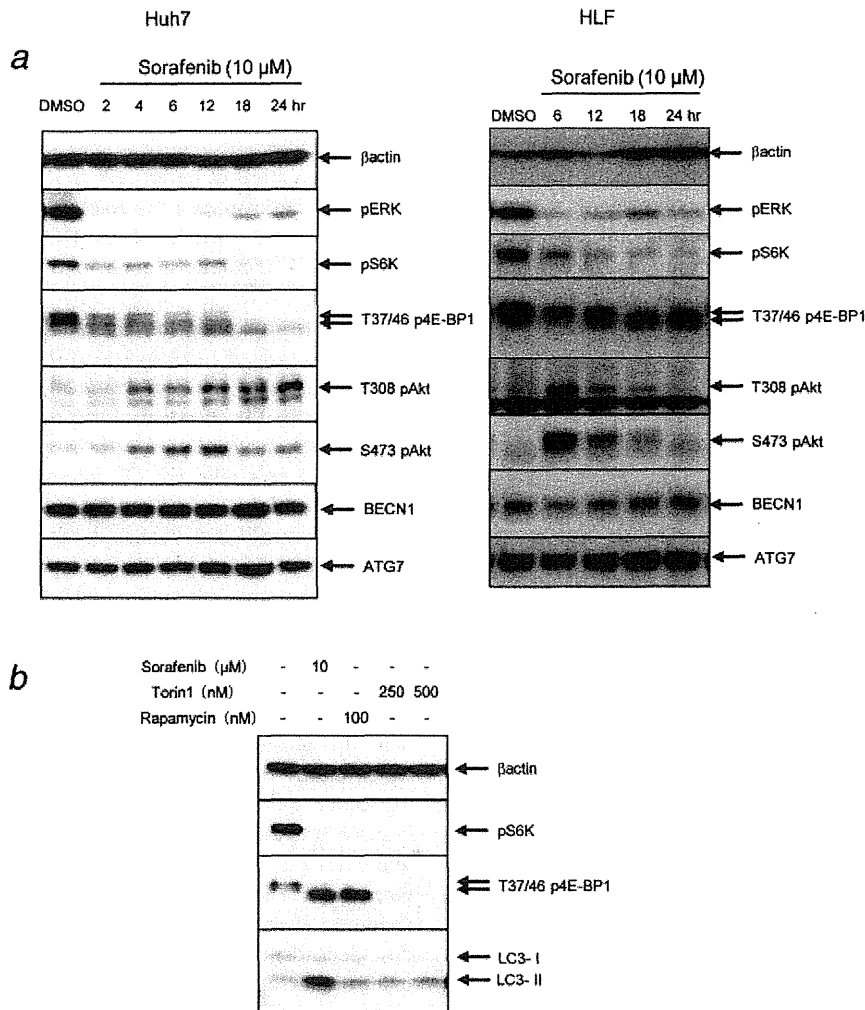 Huh7
HLF
a
Sorafenib (10 µM)
DMSO 2 4 6 12 18 24 hr
βactin
pERK
pS6K
T37/46 p4E-BP1
T308 pAkt
S473 pAkt
BECN1
ATG7
Sorafenib (10 µM)
DMSO 6 12 18 24 hr
βactin
pERK
pS6K
T37/46 p4E-BP1
T308 pAkt
S473 pAkt
BECN1
ATG7
b
Sorafenib (µM) - 10 - - -
Torin1 (nM) - - - 250 500
Rapamycin (nM) - - 100 - -
βactin
pS6K
T37/46 p4E-BP1
LC3- I
LC3- II